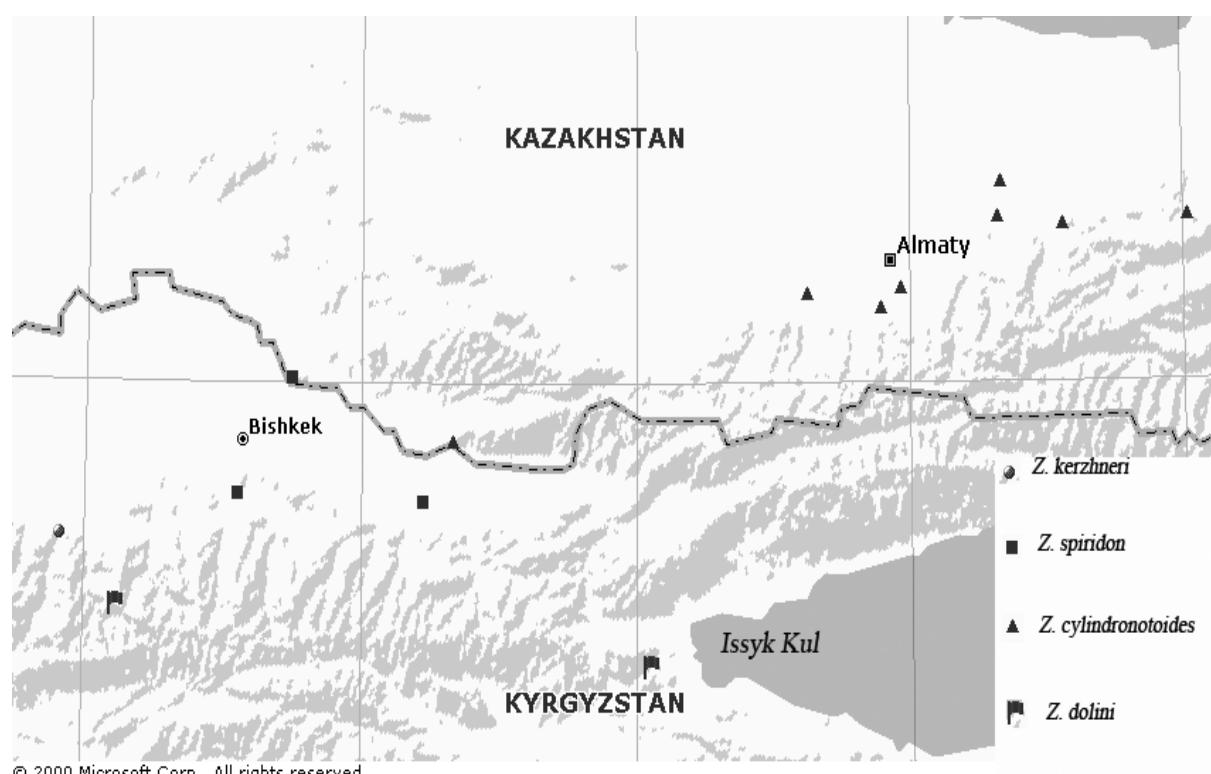 KAZAKHSTAN
Almaty
Bishkek
Z. kerzhneri
Z. spiridon
Z. cylindronotoides
Issyk Kul
KYRGYZSTAN
Z. dolini
© 2000 Microsoft Corp. All rights reserved